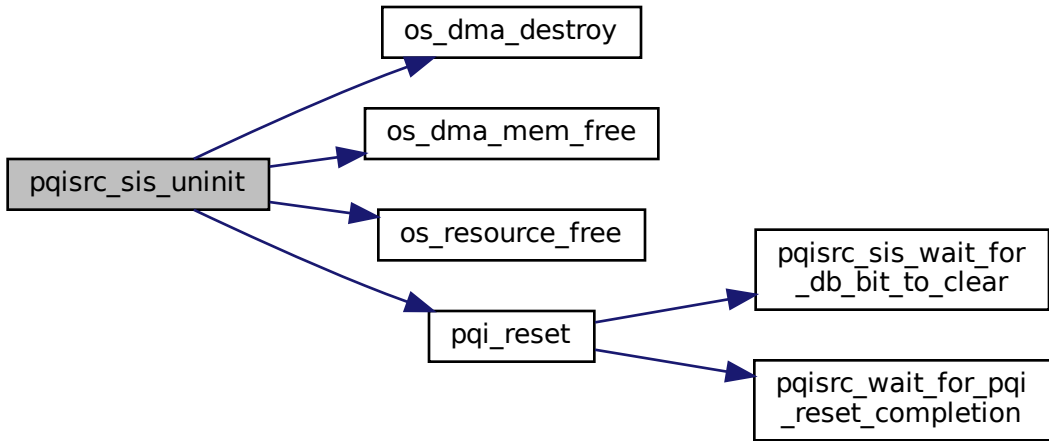 os_dma_destroy
os_dma_mem_free
pqisrc_sis_uninit
os_resource_free
pqisrc_sis_wait_for
_db_bit_to_clear
pqi_reset
pqisrc_wait_for_pqi
_reset_completion